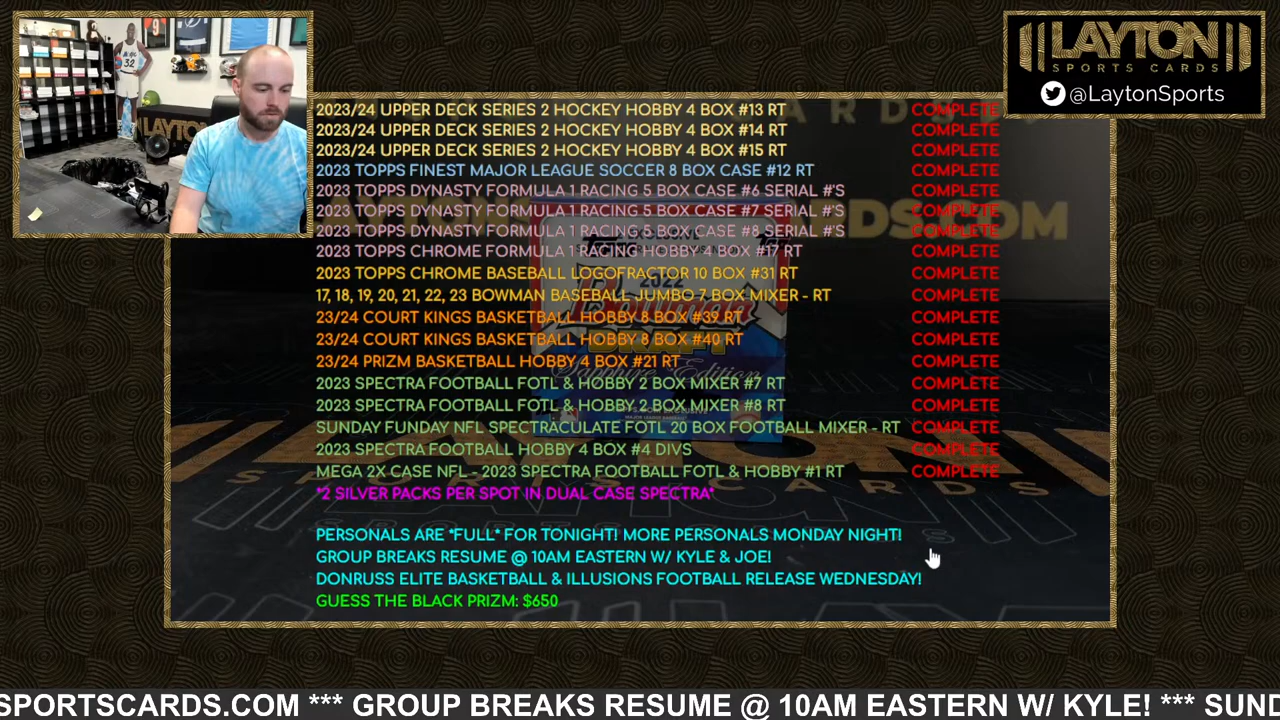 LAYTON
SPORTS CARDS
@LaytonSports
32
9
2023/24 UPPER DECK SERIES 2 HOCKEY HOBBY 4 BOX #13 RT COMPLETE
2023/24 UPPER DECK SERIES 2 HOCKEY HOBBY 4 BOX #14 RT COMPLETE
2023/24 UPPER DECK SERIES 2 HOCKEY HOBBY 4 BOX #15 RT COMPLETE
2023 TOPPS FINEST MAJOR LEAGUE SOCCER 8 BOX CASE #12 RT COMPLETE
2023 TOPPS DYNASTY FORMULA 1 RACING 5 BOX CASE #6 SERIAL #'S COMPLETE
2023 TOPPS DYNASTY FORMULA 1 RACING 5 BOX CASE #7 SERIAL #'S COMPLETE
2023 TOPPS DYNASTY FORMULA 1 RACING 5 BOX CASE #8 SERIAL #'S COMPLETE
2023 TOPPS CHROME FORMULA 1 RACING HOBBY 4 BOX #17 RT COMPLETE
2023 TOPPS CHROME BASEBALL LOGOFRACTOR 10 BOX #31 RT COMPLETE
17, 18, 19, 20, 21, 22, 23 BOWMAN BASEBALL JUMBO 7 BOX MIXER - RT COMPLETE
23/24 COURT KINGS BASKETBALL HOBBY 8 BOX #39 RT COMPLETE
23/24 COURT KINGS BASKETBALL HOBBY 8 BOX #40 RT COMPLETE
23/24 PRIZM BASKETBALL HOBBY 4 BOX #21 RT COMPLETE
2023 SPECTRA FOOTBALL FOTL & HOBBY 2 BOX MIXER #7 RT COMPLETE
2023 SPECTRA FOOTBALL FOTL & HOBBY 2 BOX MIXER #8 RT COMPLETE
SUNDAY FUNDAY NFL SPECTRACULATE FOTL 20 BOX FOOTBALL MIXER - RT COMPLETE
2023 SPECTRA FOOTBALL HOBBY 4 BOX #4 DIVS COMPLETE
MEGA 2X CASE NFL - 2023 SPECTRA FOOTBALL FOTL & HOBBY #1 RT COMPLETE
*2 SILVER PACKS PER SPOT IN DUAL CASE SPECTRA*
PERSONALS ARE *FULL* FOR TONIGHT! MORE PERSONALS MONDAY NIGHT!
GROUP BREAKS RESUME @ 10AM EASTERN W/ KYLE & JOE!
DONRUSS ELITE BASKETBALL & ILLUSIONS FOOTBALL RELEASE WEDNESDAY!
GUESS THE BLACK PRIZM: $650
2022
Bowman
DRAFT
Sapphire Edition
SPORTSCARDS.COM *** GROUP BREAKS RESUME @ 10AM EASTERN W/ KYLE! *** SUND